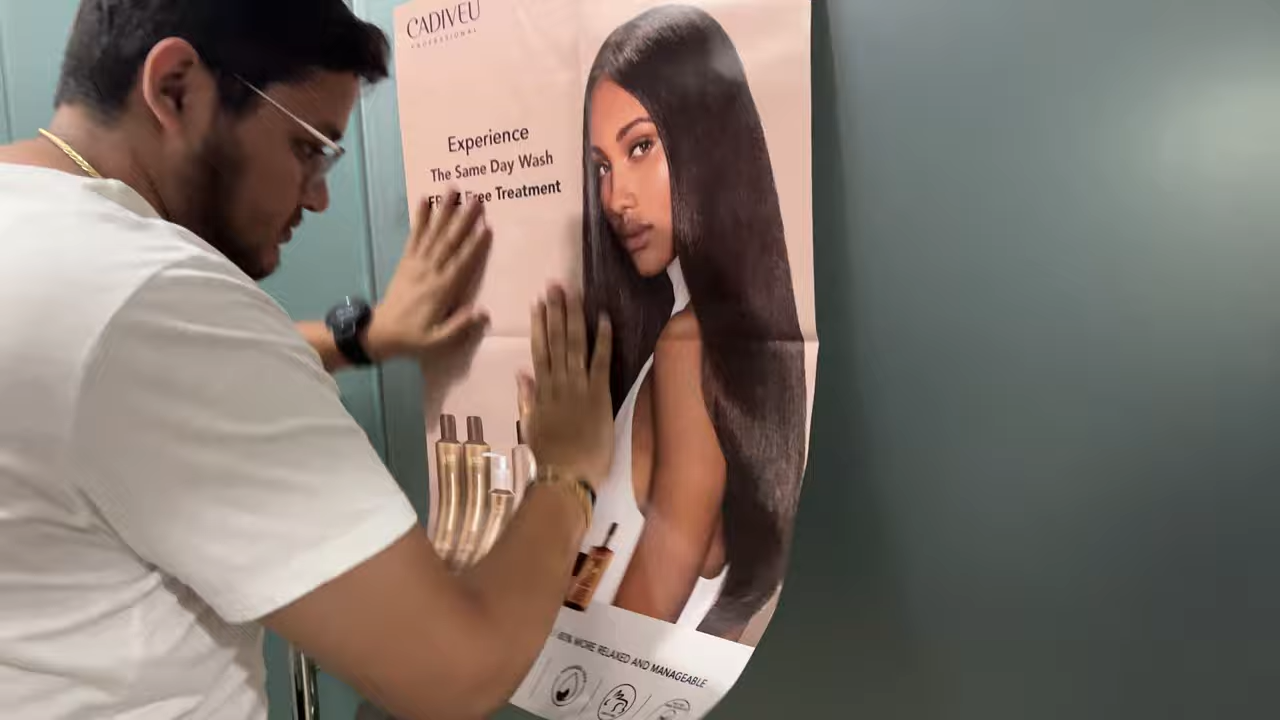 CADIVEU
PROFESSIONAL
Experience
The Same Day Wash
Free Treatment
MORE RELAXED AND MANAGEABLE